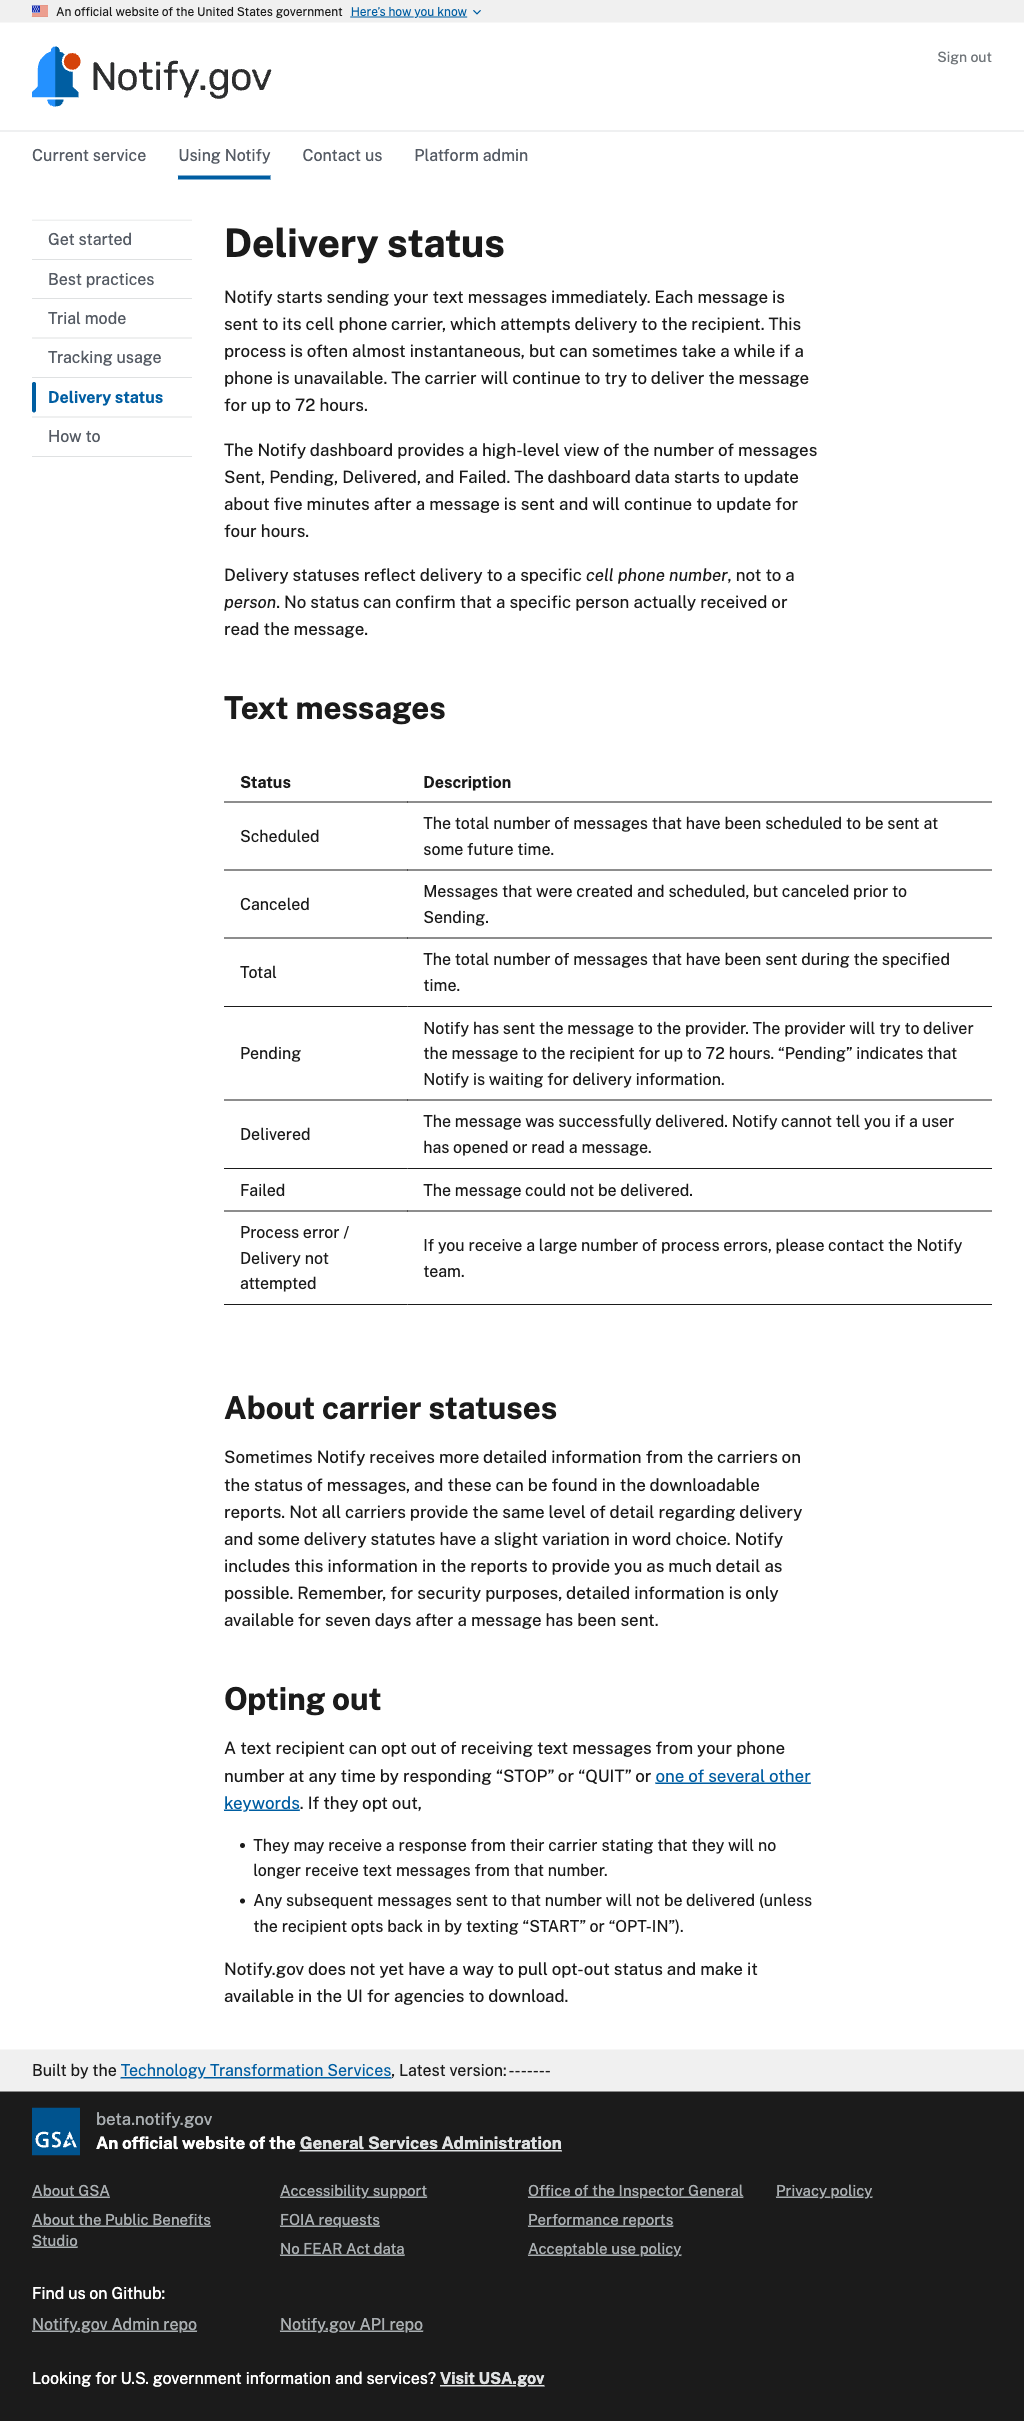 An official website of the United States government Here's how you know
Notify.gov
Sign out
Current service Using Notify Contact us Platform admin
Get started
Best practices
Trial mode
Tracking usage
Delivery status
How to
Delivery status
Notify starts sending your text messages immediately. Each message is
sent to its cell phone carrier, which attempts delivery to the recipient. This
process is often almost instantaneous, but can sometimes take a while if a
phone is unavailable. The carrier will continue to try to deliver the message
for up to 72 hours.
The Notify dashboard provides a high-level view of the number of messages
Sent, Pending, Delivered, and Failed. The dashboard data starts to update
about five minutes after a message is sent and will continue to update for
four hours.
Delivery statuses reflect delivery to a specific cell phone number, not to a
person. No status can confirm that a specific person actually received or
read the message.
Text messages
Status Description
Scheduled
The total number of messages that have been scheduled to be sent at
some future time.
Canceled
Messages that were created and scheduled, but canceled prior to
Sending.
Total
The total number of messages that have been sent during the specified
time.
Pending
Notify has sent the message to the provider. The provider will try to deliver
the message to the recipient for up to 72 hours. “Pending” indicates that
Notify is waiting for delivery information.
Delivered
The message was successfully delivered. Notify cannot tell you if a user
has opened or read a message.
Failed The message could not be delivered.
Process error /
Delivery not
attempted
If you receive a large number of process errors, please contact the Notify
team.
About carrier statuses
Sometimes Notify receives more detailed information from the carriers on
the status of messages, and these can be found in the downloadable
reports. Not all carriers provide the same level of detail regarding delivery
and some delivery statutes have a slight variation in word choice. Notify
includes this information in the reports to provide you as much detail as
possible. Remember, for security purposes, detailed information is only
available for seven days after a message has been sent.
Opting out
A text recipient can opt out of receiving text messages from your phone
number at any time by responding “STOP” or “QUIT” or one of several other
keywords. If they opt out,
• They may receive a response from their carrier stating that they will no
longer receive text messages from that number.
• Any subsequent messages sent to that number will not be delivered (unless
the recipient opts back in by texting “START” or “OPT-IN”).
Notify.gov does not yet have a way to pull opt-out status and make it
available in the UI for agencies to download.
Built by the Technology Transformation Services, Latest version: -------
GSA
beta.notify.gov
An official website of the General Services Administration
About GSA
About the Public Benefits
Studio
Accessibility support
FOIA requests
No FEAR Act data
Office of the Inspector General
Performance reports
Acceptable use policy
Privacy policy
Find us on Github:
Notify.gov Admin repo Notify.gov API repo
Looking for U.S. government information and services? Visit USA.gov